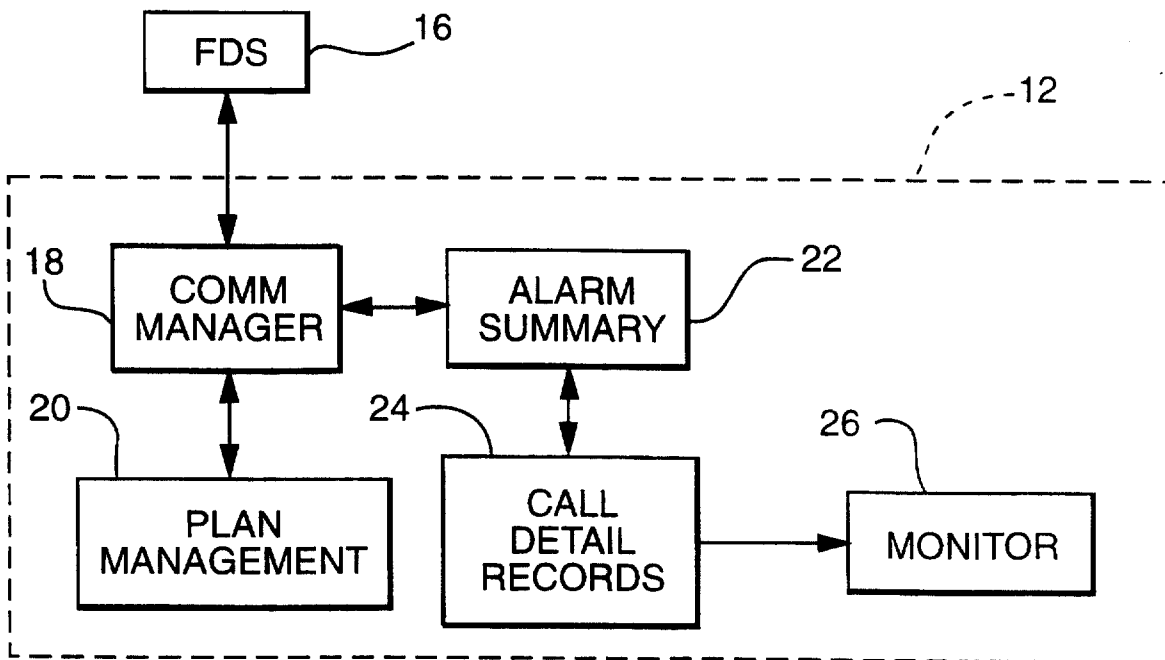 FDS
16
12
18
COMM
MANAGER
ALARM
SUMMARY
22
20
PLAN
MANAGEMENT
24
CALL
DETAIL
RECORDS
26
MONITOR